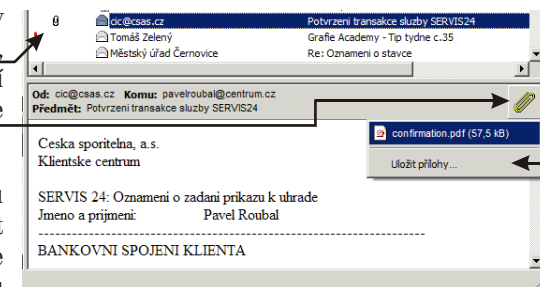 cic@csas.cz Potvrzeni transakce sluzby SERVIS24
Tomáš Zelený Grafie Academy - Tip tydne c.35
Městský úřad Černovice Re: Oznameni o stavce
Od: cic@csas.cz Komu: pavelroubal@centrum.cz
Předmět: Potvrzeni transakce sluzby SERVIS24
confirmation.pdf (57,5 kB)
Uložit přílohy...
Ceska sporitelna, a.s.
Klientske centrum
SERVIS 24: Oznameni o zadani prikazu k uhrade
Jmeno a prijmeni: Pavel Roubal
--------------------------------------------------------------------------------
BANKOVNI SPOJENI KLIENTA